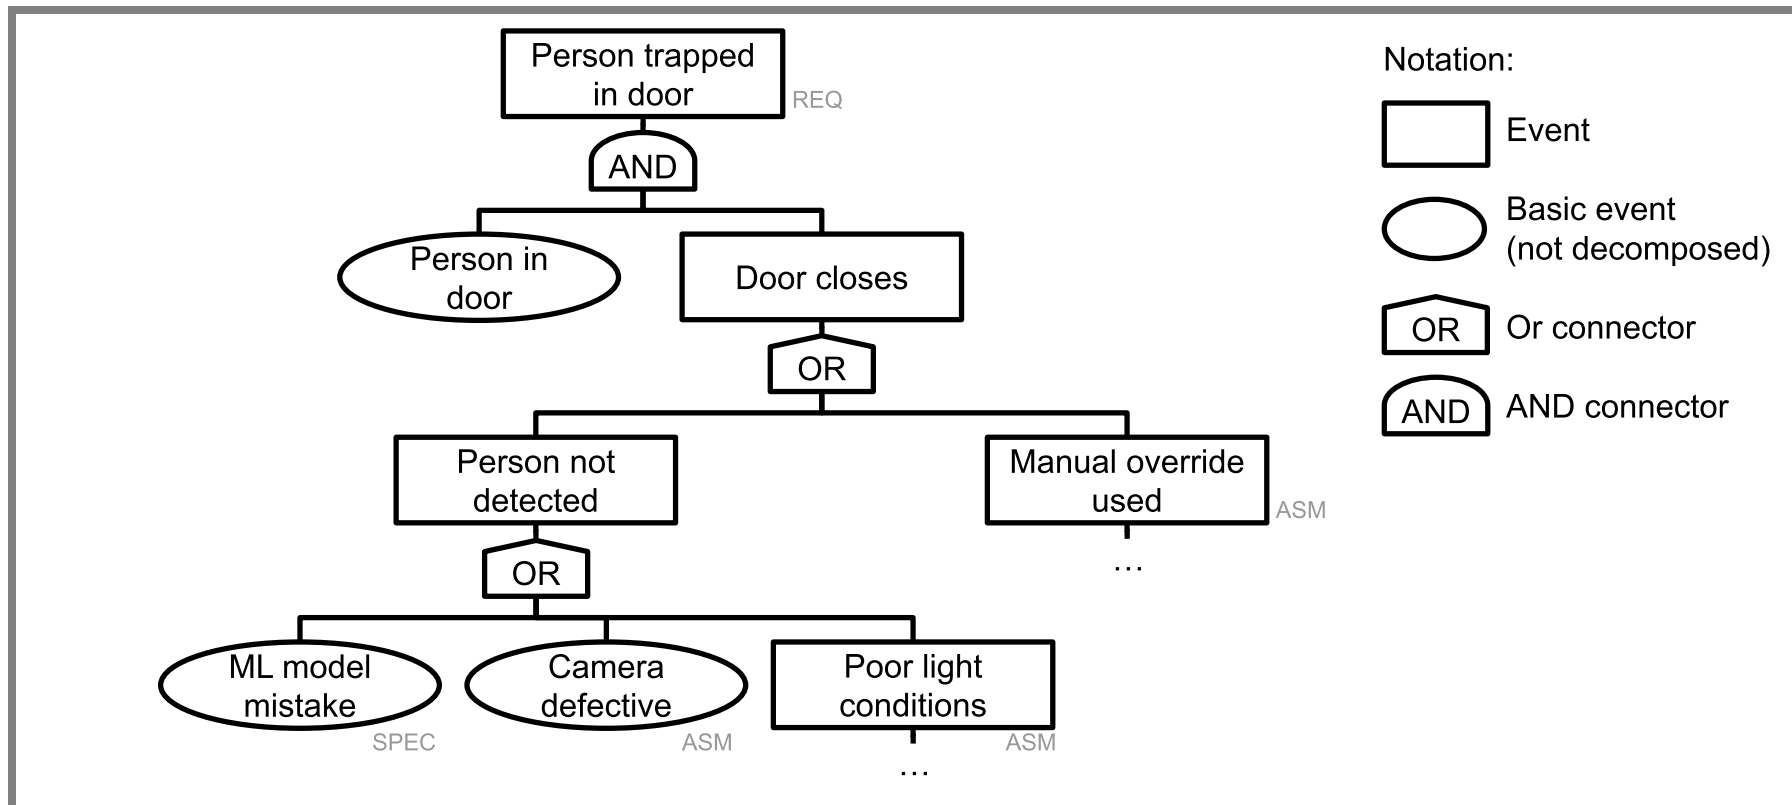 Person trapped
in door
REQ
AND
Person in
door
Door closes
OR
Person not
detected
Manual override
used
ASM
...
OR
ML model
mistake
SPEC
Camera
defective
ASM
Poor light
conditions
ASM
...
Notation:
Event
Basic event
(not decomposed)
OR
Or connector
AND
AND connector